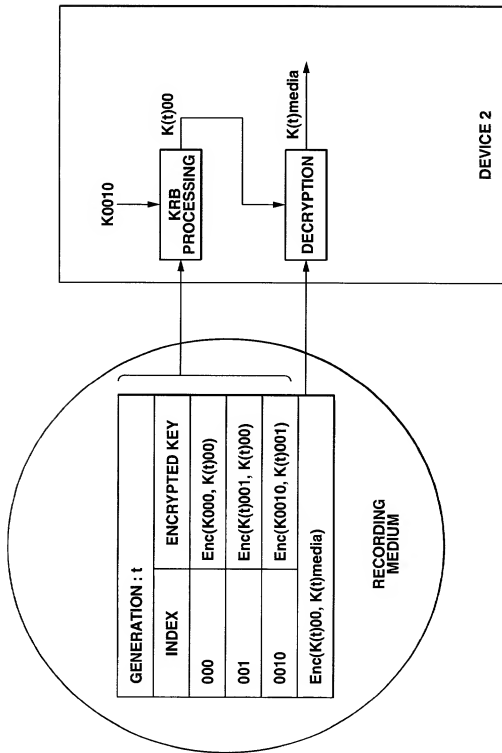 GENERATION : t
INDEX ENCRYPTED KEY
000 Enc(K000, K(t)00)
001 Enc(K(t)001, K(t)00)
0010 Enc(K0010, K(t)001)
Enc(K(t)00, K(t)media)
RECORDING
MEDIUM
K0010
KRB
PROCESSING
K(t)00
DECRYPTION
K(t)media
DEVICE 2